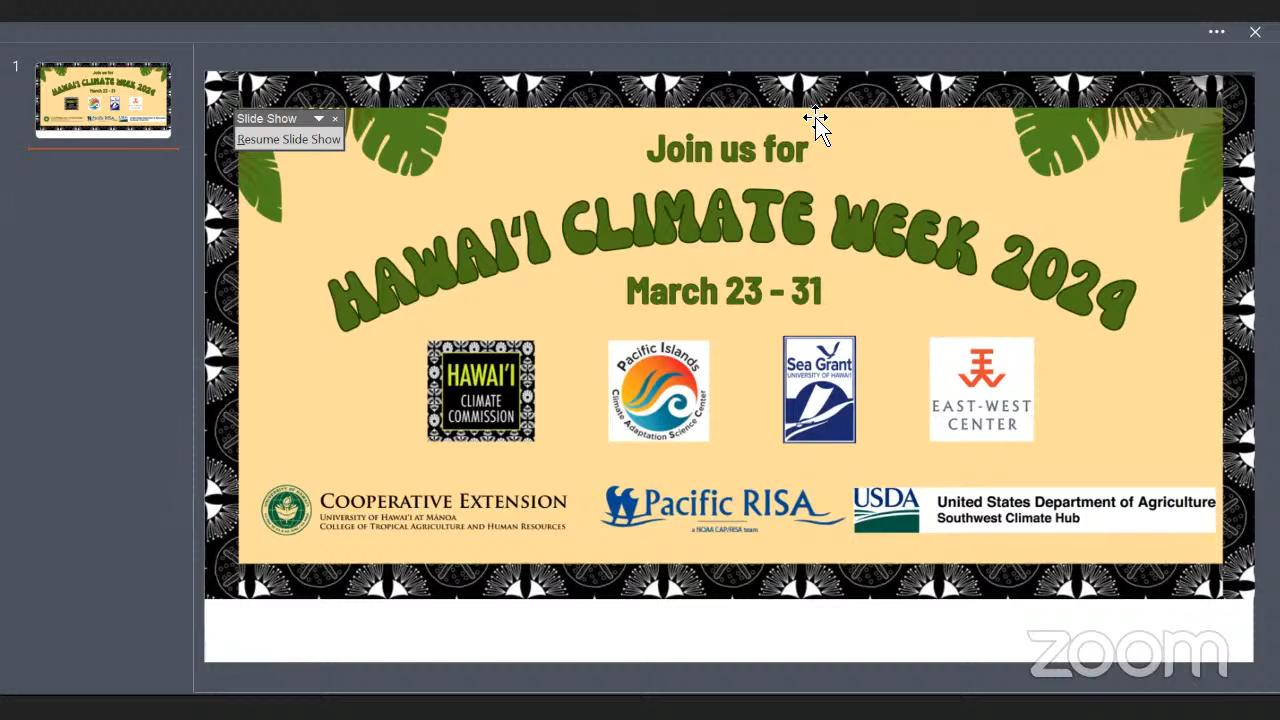 1
Slide Show
Resume Slide Show
Join us for
HAWAI‘I CLIMATE WEEK 2024
March 23 - 31
HAWAI‘I
CLIMATE
COMMISSION
Pacific Islands
Climate Adaptation Science Center
Sea Grant
UNIVERSITY OF HAWAI‘I
EAST-WEST
CENTER
COOPERATIVE EXTENSION
UNIVERSITY OF HAWAI‘I AT MĀNOA
COLLEGE OF TROPICAL AGRICULTURE AND HUMAN RESOURCES
Pacific RISA
a NOAA CAP/RISA team
USDA
United States Department of Agriculture
Southwest Climate Hub
zoom